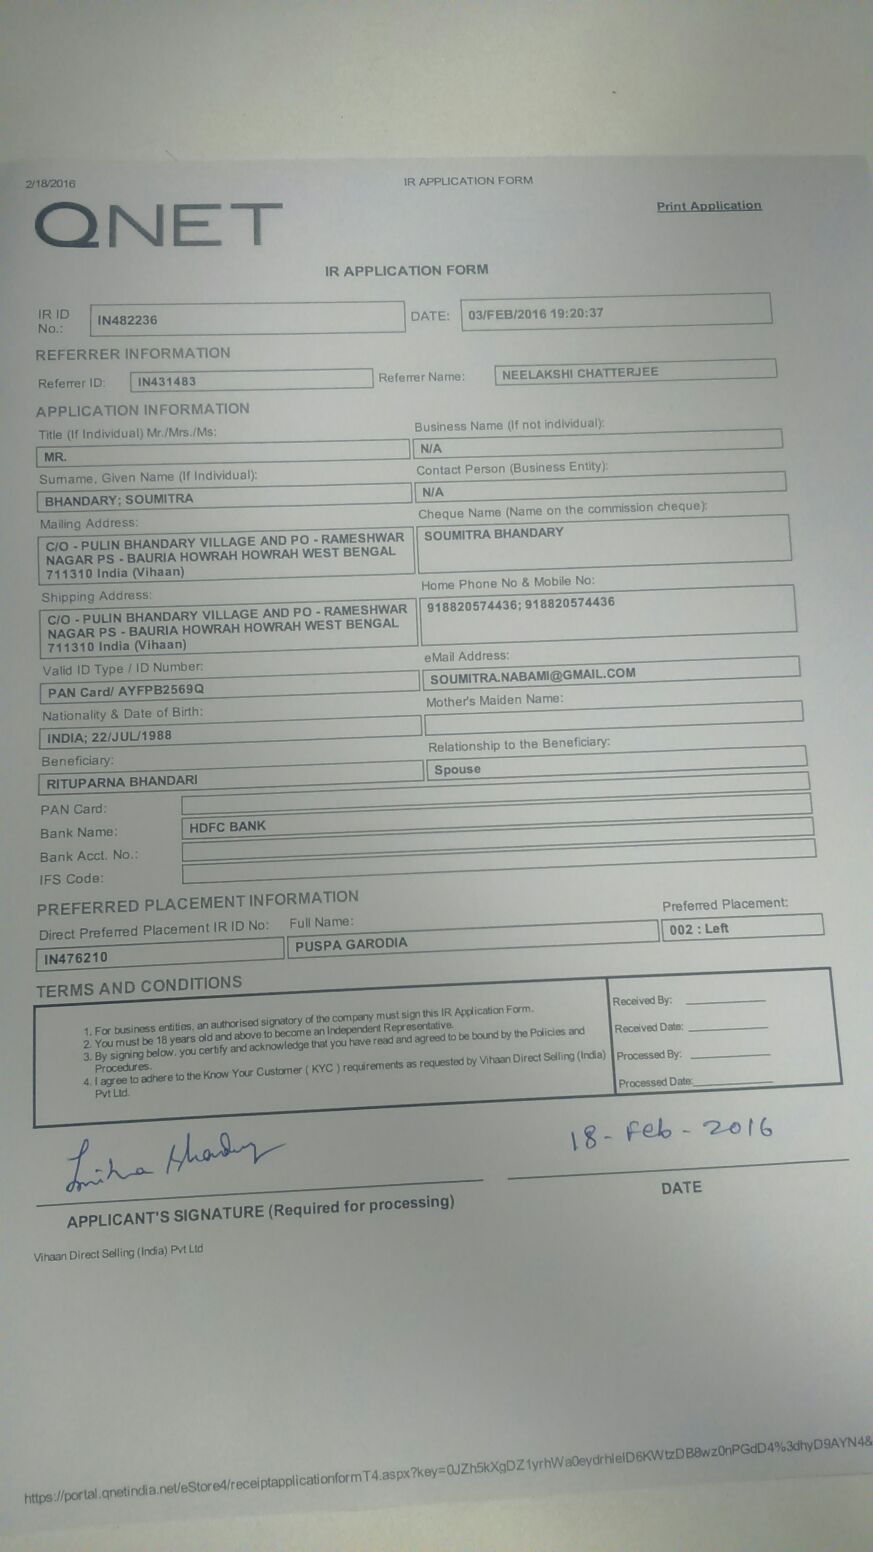 2/18/2016
IR APPLICATION FORM
QNET
Print Application
IR APPLICATION FORM
IR ID No.: IN482236 DATE: 03/FEB/2016 19:20:37
REFERRER INFORMATION
Referrer ID: IN431483 Referrer Name: NEELAKSHI CHATTERJEE
APPLICATION INFORMATION
Title (If Individual) Mr./Mrs./Ms:
MR.
Business Name (If not individual):
N/A
Surname, Given Name (If Individual):
BHANDARY; SOUMITRA
Contact Person (Business Entity):
N/A
Mailing Address:
C/O - PULIN BHANDARY VILLAGE AND PO - RAMESHWAR
NAGAR PS - BAURIA HOWRAH HOWRAH WEST BENGAL
711310 India (Vihaan)
Cheque Name (Name on the commission cheque):
SOUMITRA BHANDARY
Shipping Address:
C/O - PULIN BHANDARY VILLAGE AND PO - RAMESHWAR
NAGAR PS - BAURIA HOWRAH HOWRAH WEST BENGAL
711310 India (Vihaan)
Home Phone No & Mobile No:
918820574436; 918820574436
Valid ID Type / ID Number:
PAN Card/ AYFPB2569Q
eMail Address:
SOUMITRA.NABAMI@GMAIL.COM
Nationality & Date of Birth:
INDIA; 22/JUL/1988
Mother's Maiden Name:
Beneficiary:
RITUPARNA BHANDARI
Relationship to the Beneficiary:
Spouse
PAN Card:
Bank Name: HDFC BANK
Bank Acct. No.:
IFS Code:
PREFERRED PLACEMENT INFORMATION
Direct Preferred Placement IR ID No:
IN476210
Full Name:
PUSPA GARODIA
Preferred Placement:
002 : Left
TERMS AND CONDITIONS
1. For business entities, an authorised signatory of the company must sign this IR Application Form.
2. You must be 18 years old and above to become an Independent Representative.
3. By signing below, you certify and acknowledge that you have read and agreed to be bound by the Policies and
Procedures.
4. I agree to adhere to the Know Your Customer ( KYC ) requirements as requested by Vihaan Direct Selling (India)
Pvt Ltd.
Received By:
Received Date:
Processed By:
Processed Date:
18 - Feb - 2016
APPLICANT'S SIGNATURE (Required for processing)
DATE
Vihaan Direct Selling (India) Pvt Ltd